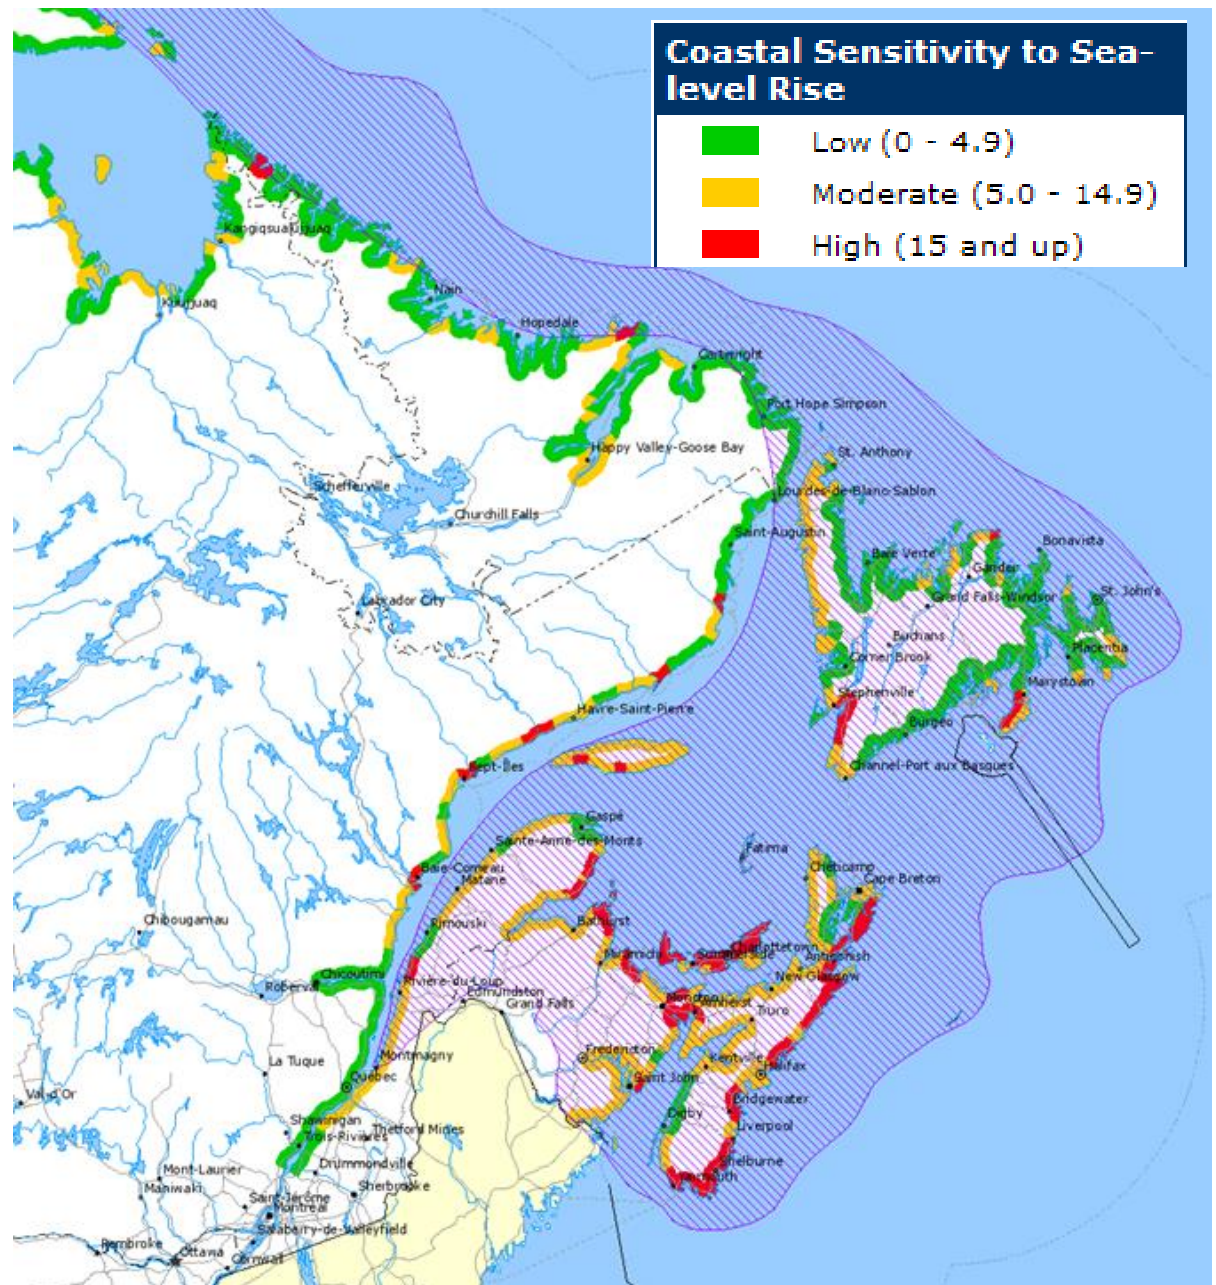 Coastal Sensitivity to Sea-
level Rise
Low (0 - 4.9)
Moderate (5.0 - 14.9)
High (15 and up)
Kangiqsualujjuaq
Nain
Kuujjuaq
Hopedale
Cartwright
Port Hope Simpson
Happy Valley-Goose Bay
St. Anthony
Schefferville
Lourdes-de-Blanc-Sablon
Churchill Falls
Saint-Augustin
Bonavista
Baie Verte
Gander
Labrador City
Grand Falls-Windsor
St. John's
Buchans
Placentia
Corner Brook
Marystown
Stephenville
Havre-Saint-Pierre
Burgeo
Sept-Îles
Channel-Port aux Basques
Gaspé
Sainte-Anne-des-Monts
Fatima
Baie-Comeau
Cheticamp
Matane
Cape Breton
Chibougamau
Rimouski
Bathurst
Charlottetown
Miramichi
Summerside
Antigonish
Chicoutimi
New Glasgow
Roberval
Rivière-du-Loup
Edmundston
Grand Falls
Moncton
Amherst
Truro
Fredericton
La Tuque
Montmagny
Kentville
Halifax
Québec
Saint John
Val-d'Or
Bridgewater
Digby
Shawinigan
Thetford Mines
Liverpool
Trois-Rivières
Mont-Laurier
Drummondville
Shelburne
Maniwaki
Sherbrooke
Yarmouth
Saint-Jérôme
Montréal
Salaberry-de-Valleyfield
Pembroke
Ottawa
Cornwall